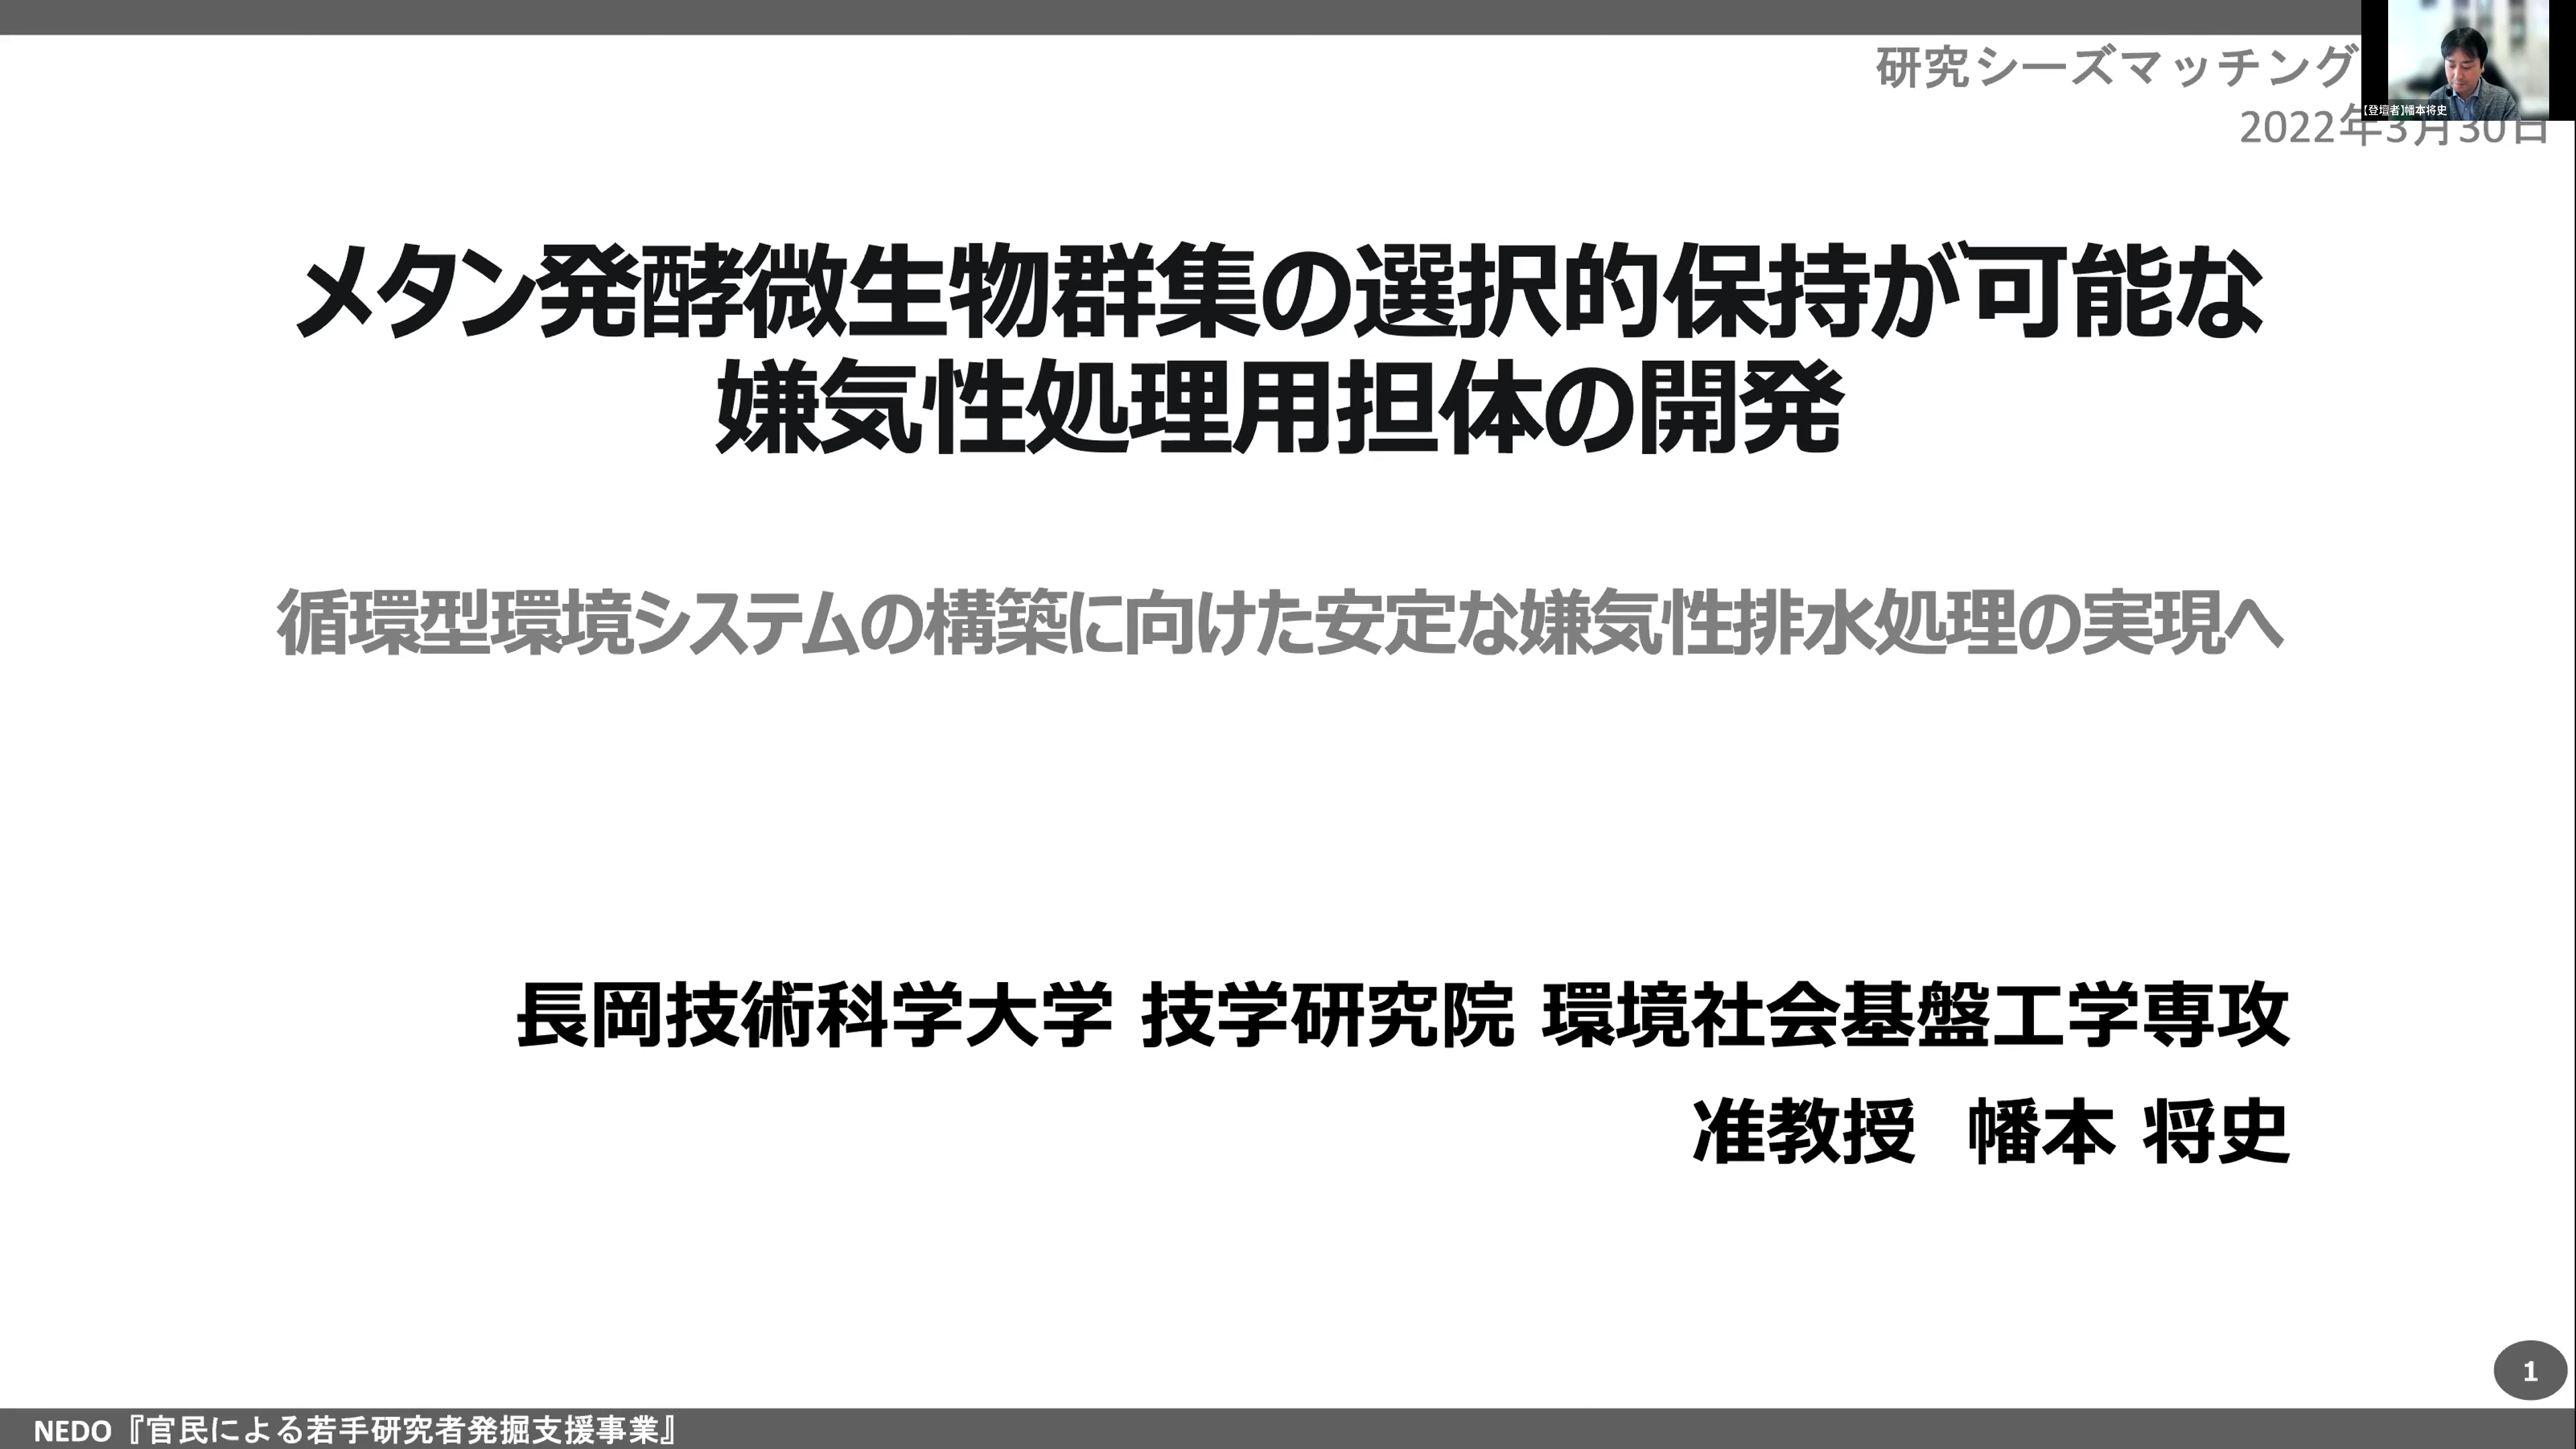 研究シーズマッチング
【登壇者】幡本将史
2022年3月30日
メタン発酵微生物群集の選択的保持が可能な
嫌気性処理用担体の開発
循環型環境システムの構築に向けた安定な嫌気性排水処理の実現へ
長岡技術科学大学 技学研究院 環境社会基盤工学専攻
准教授 幡本 将史
1
NEDO『官民による若手研究者発掘支援事業』